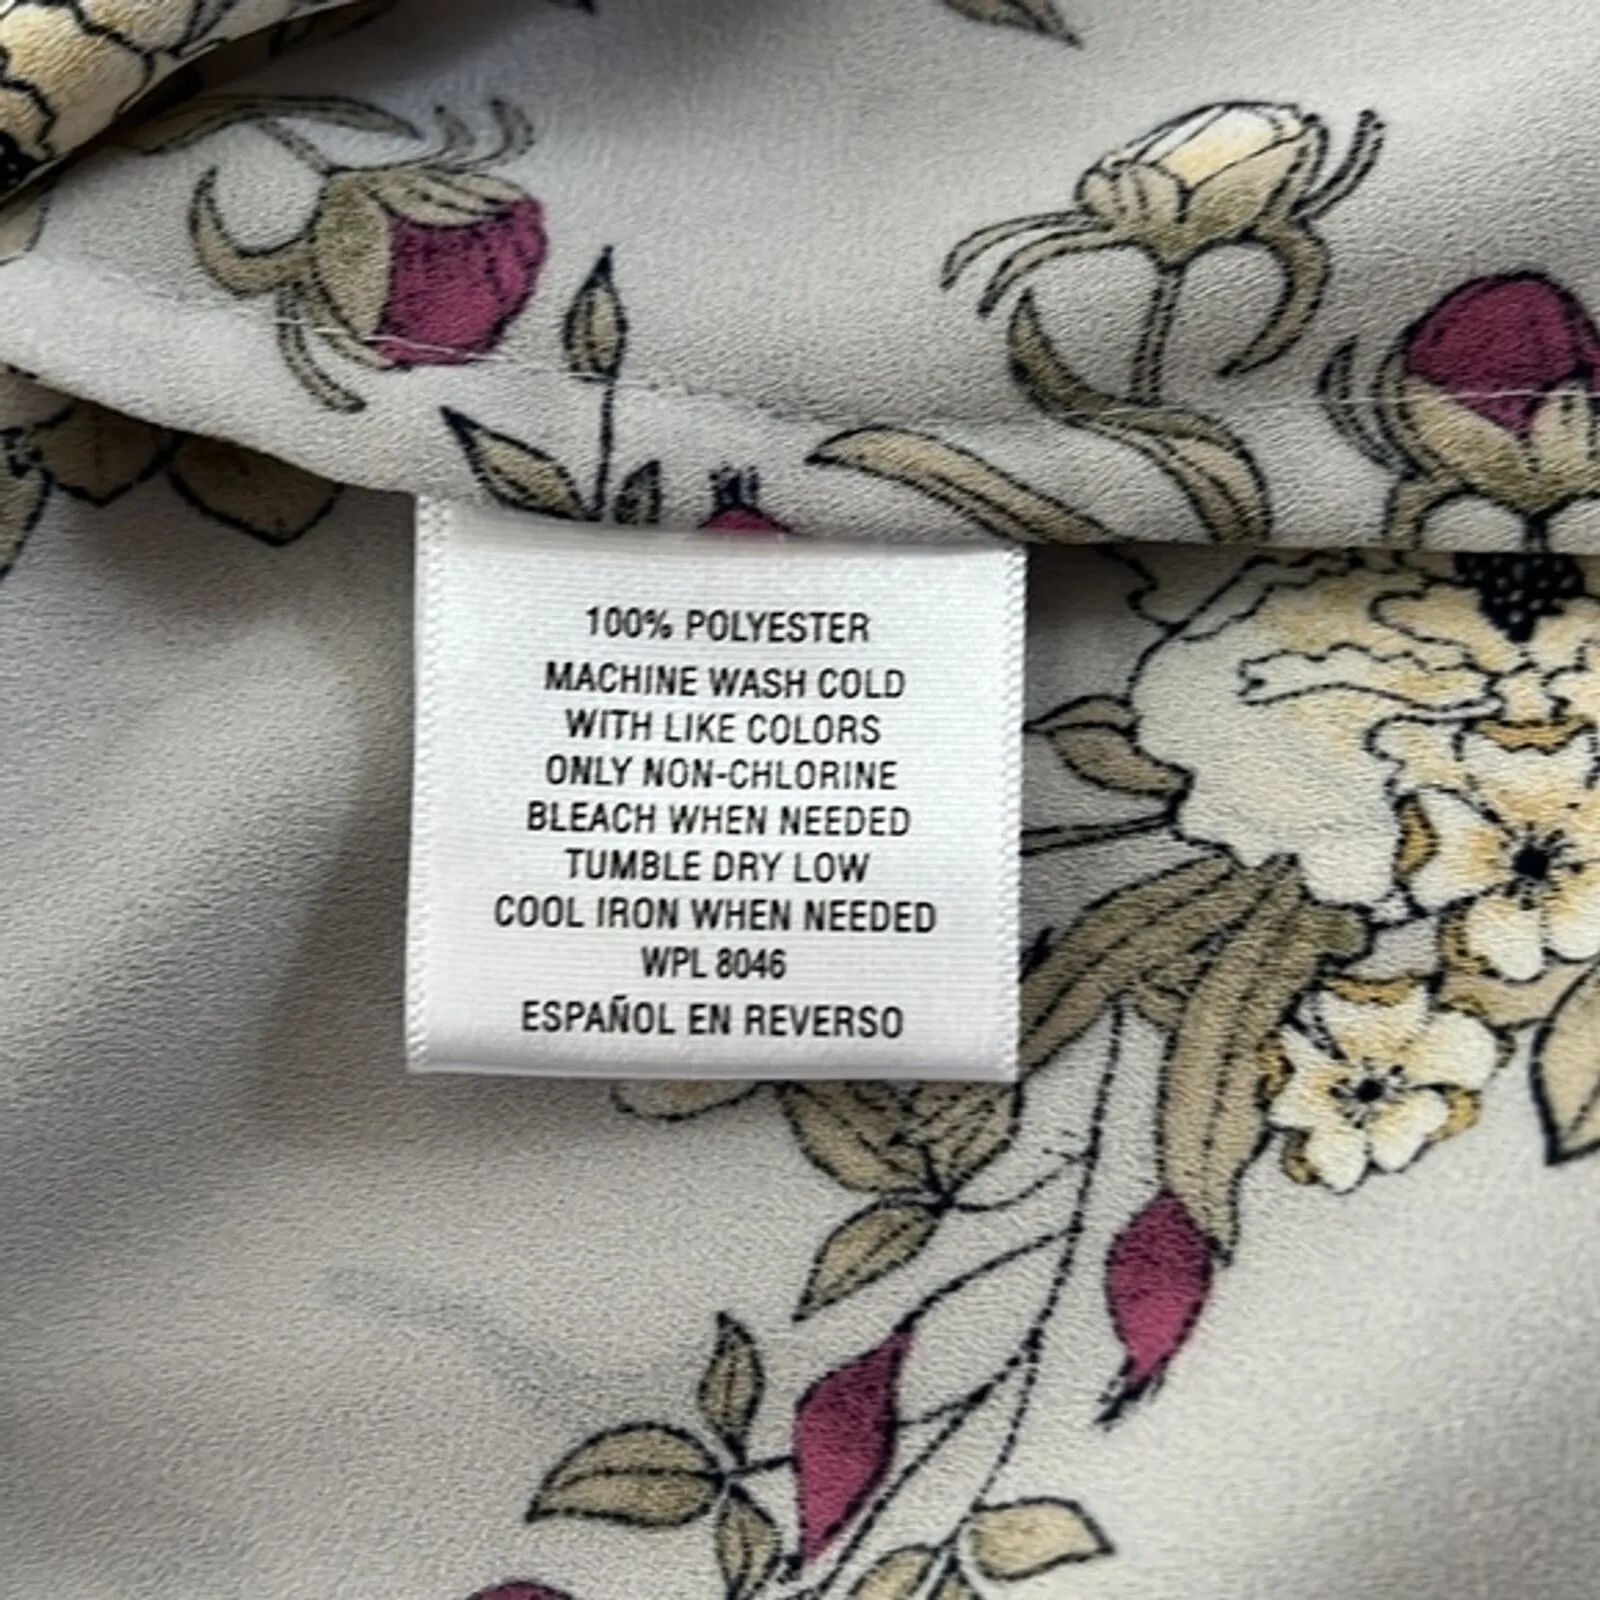 100% POLYESTER
MACHINE WASH COLD
WITH LIKE COLORS
ONLY NON-CHLORINE
BLEACH WHEN NEEDED
TUMBLE DRY LOW
COOL IRON WHEN NEEDED
WPL 8046
ESPAÑOL EN REVERSO